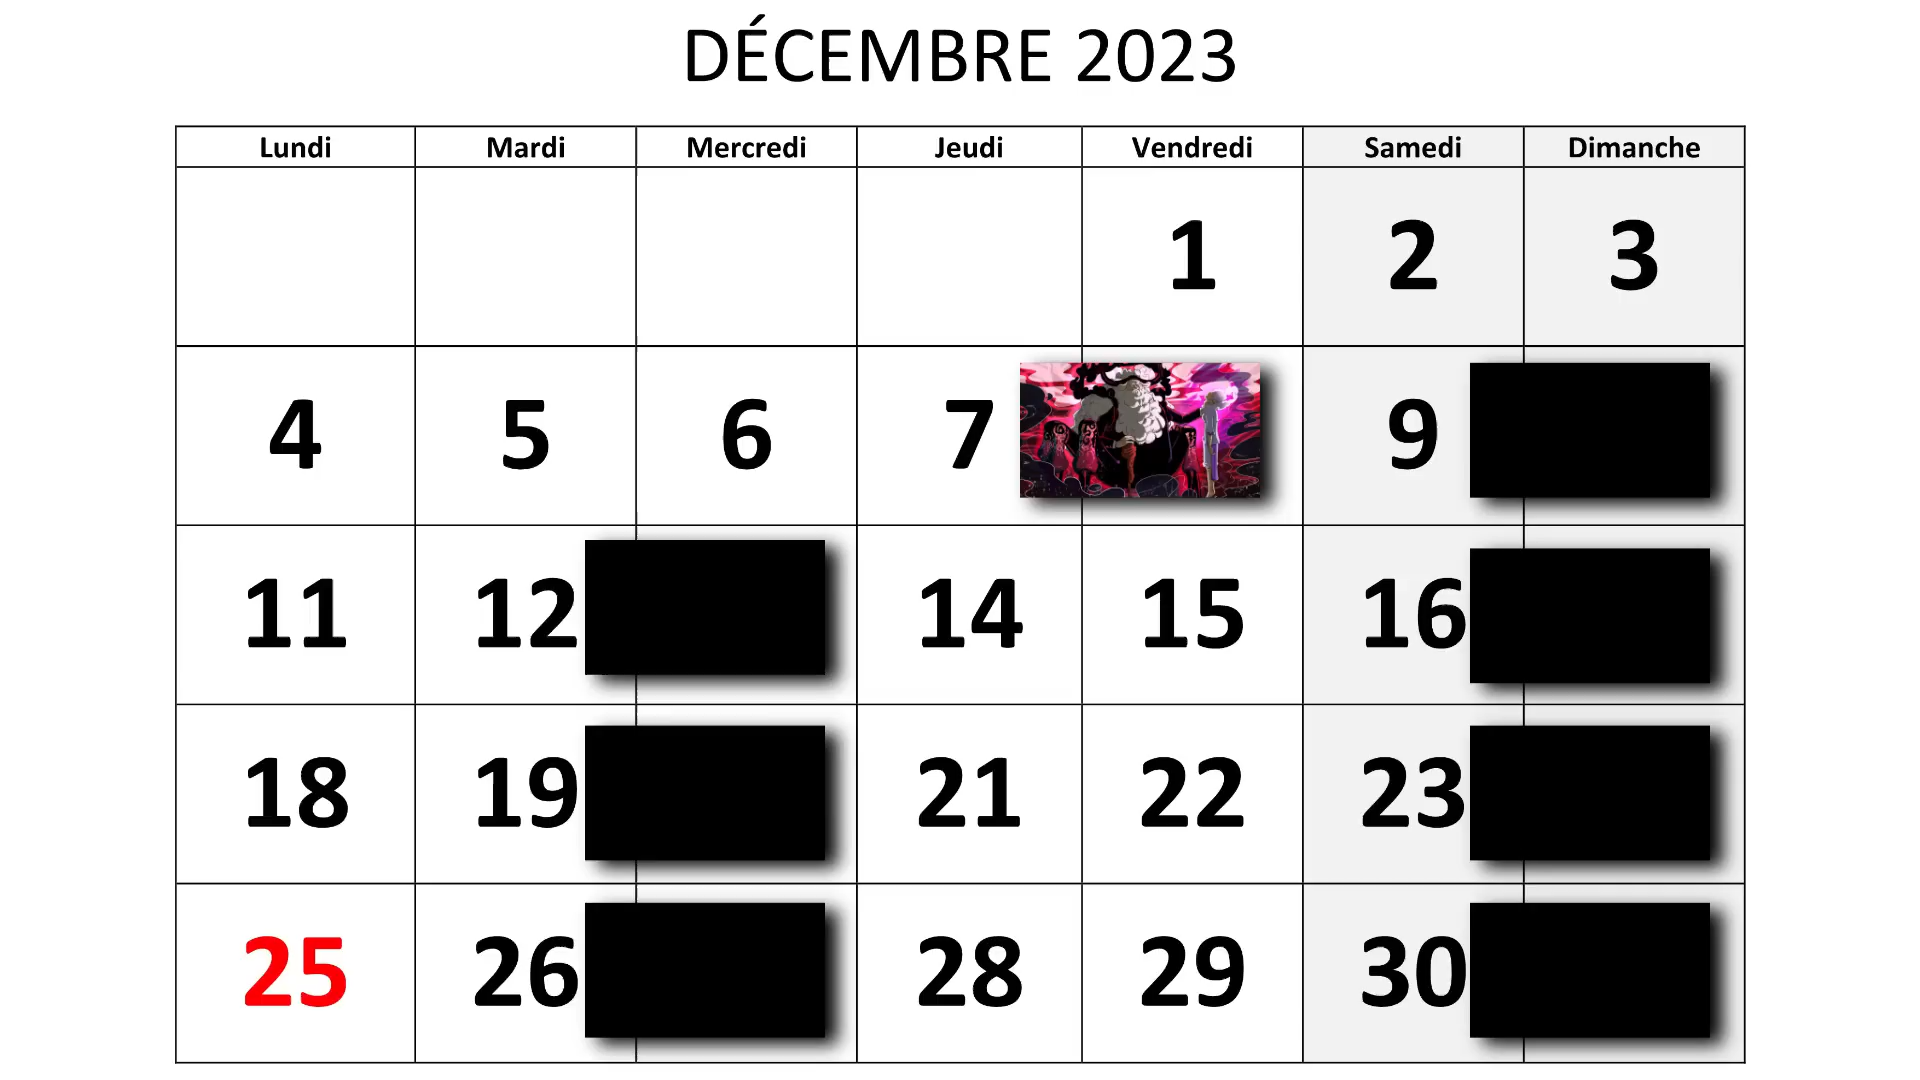 DÉCEMBRE 2023
Lundi Mardi Mercredi Jeudi Vendredi Samedi Dimanche
1 2 3
4 5 6 7 9
11 12 14 15 16
18 19 21 22 23
25 26 28 29 30